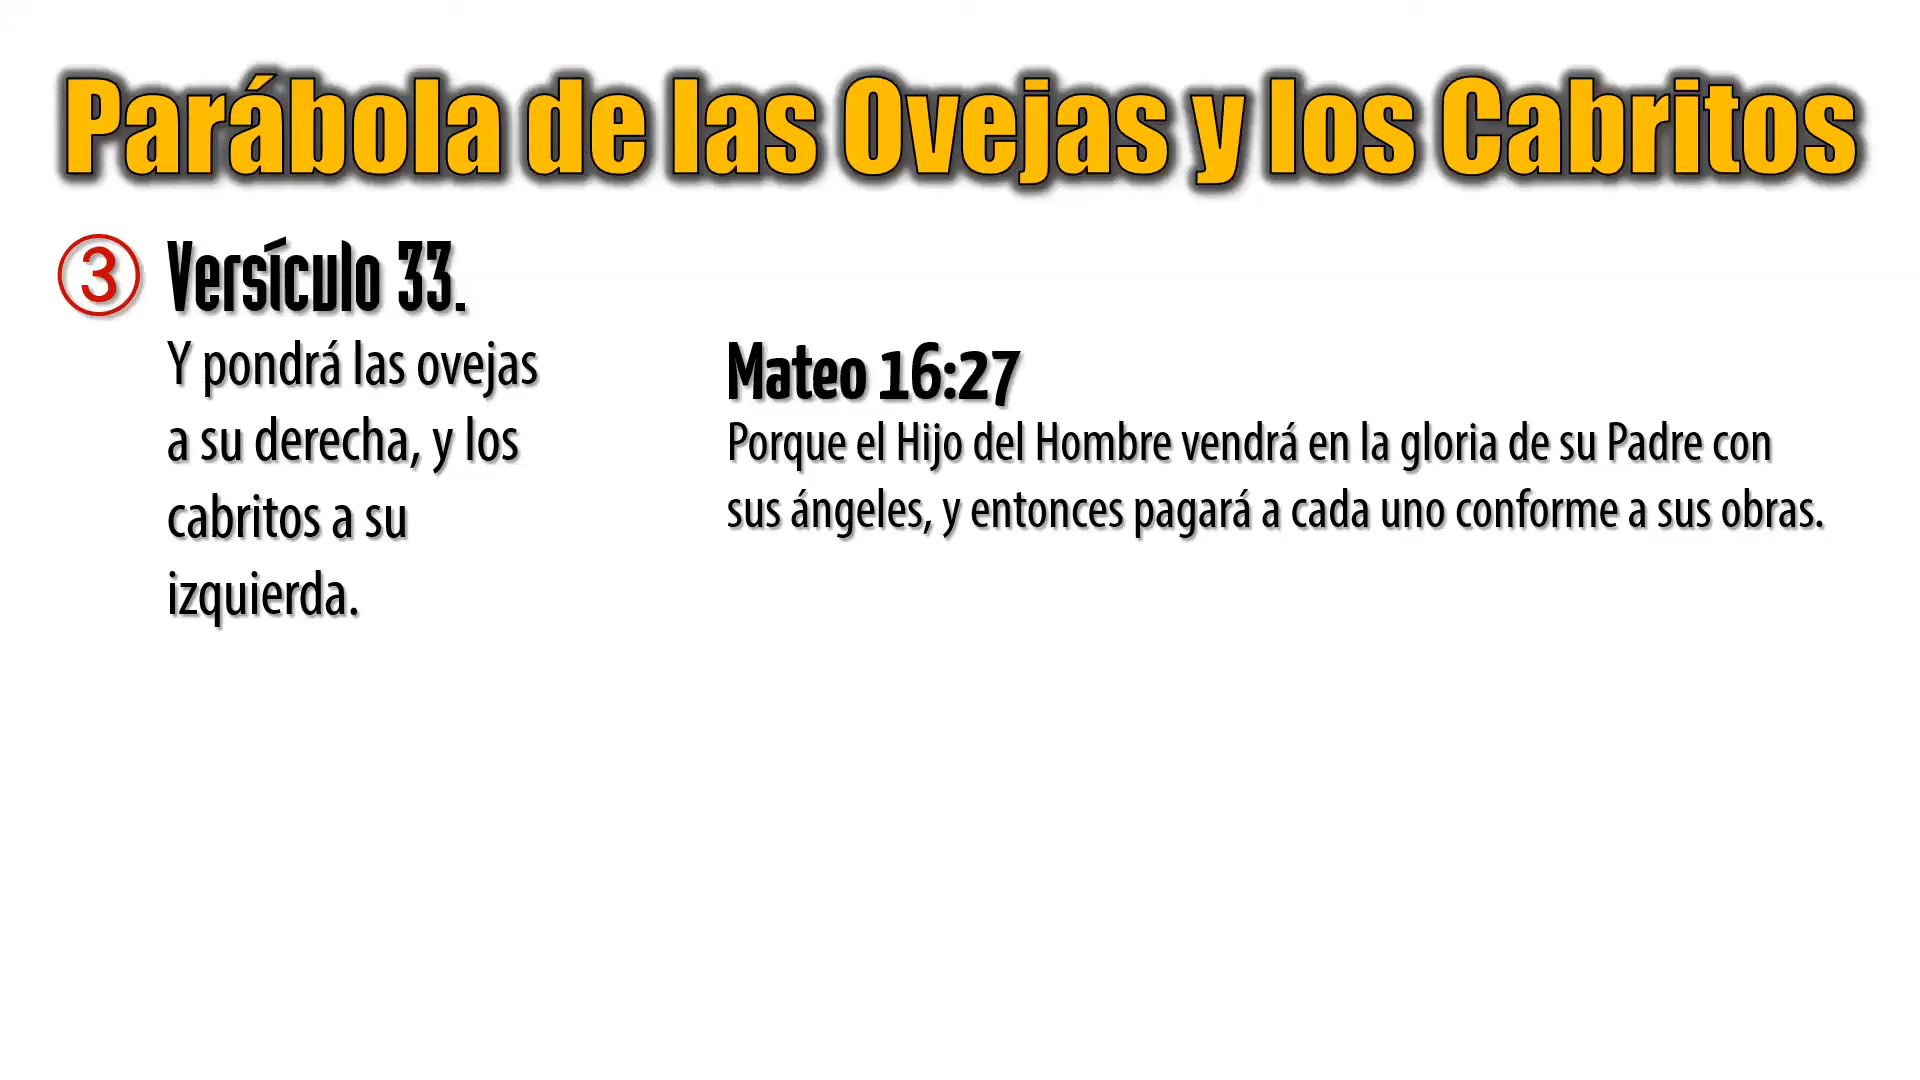 Parábola de las Ovejas y los Cabritos
③ Versículo 33.
Y pondrá las ovejas
a su derecha, y los
cabritos a su
izquierda.
Mateo 16:27
Porque el Hijo del Hombre vendrá en la gloria de su Padre con
sus ángeles, y entonces pagará a cada uno conforme a sus obras.